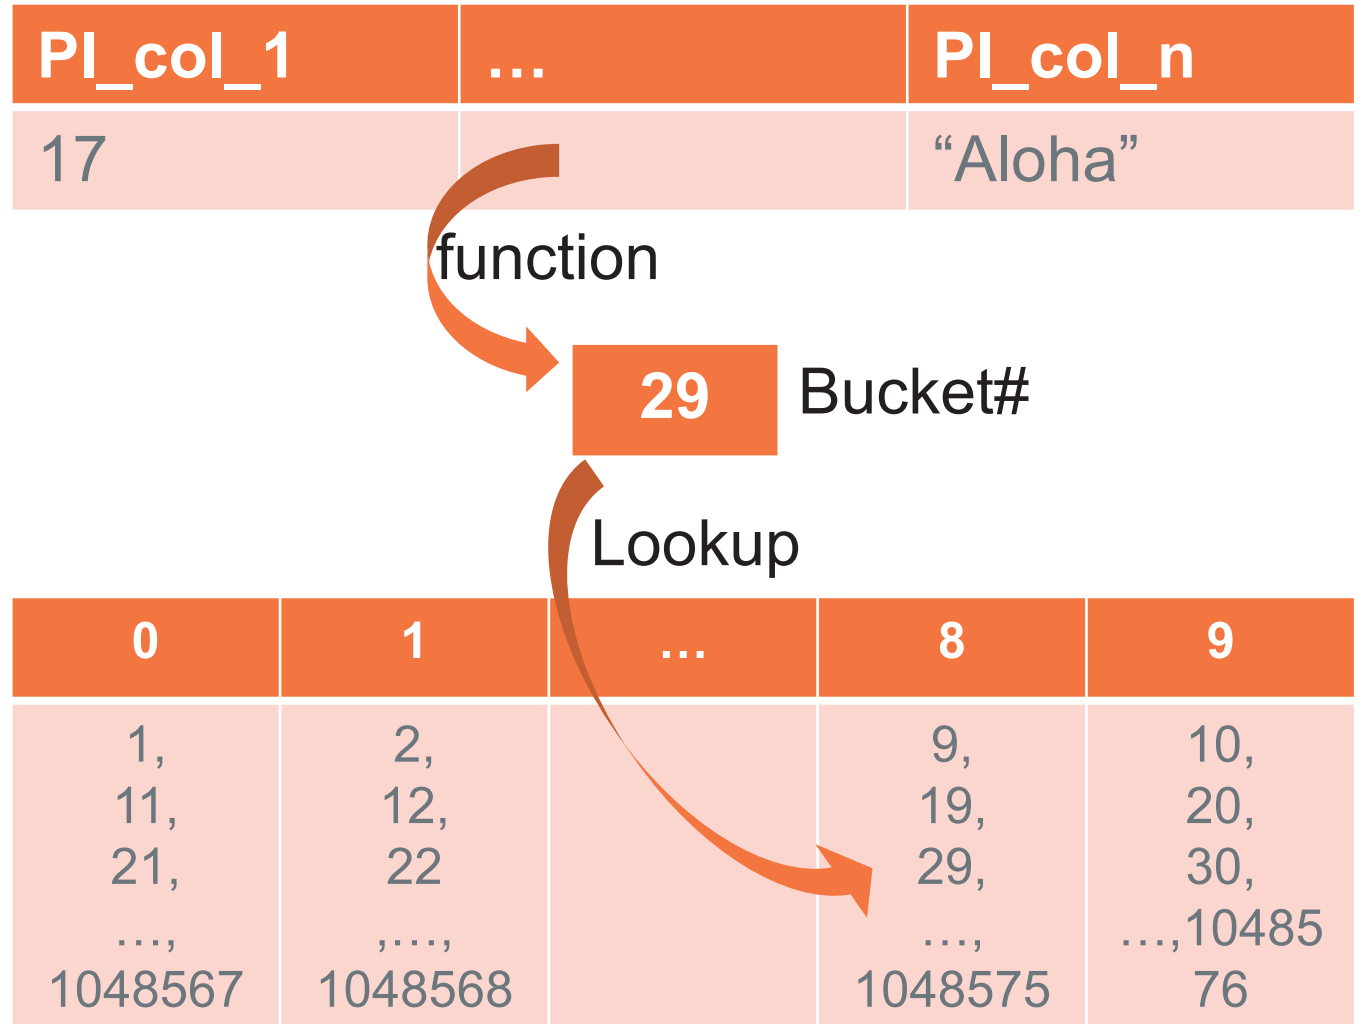 PI_col_1 … PI_col_n
17 “Aloha”
function
29 Bucket#
Lookup
0 1 … 8 9
1, 2, 9, 10,
11, 12, 19, 20,
21, 22 29, 30,
…, ,…, …, …,10485
1048567 1048568 1048575 76